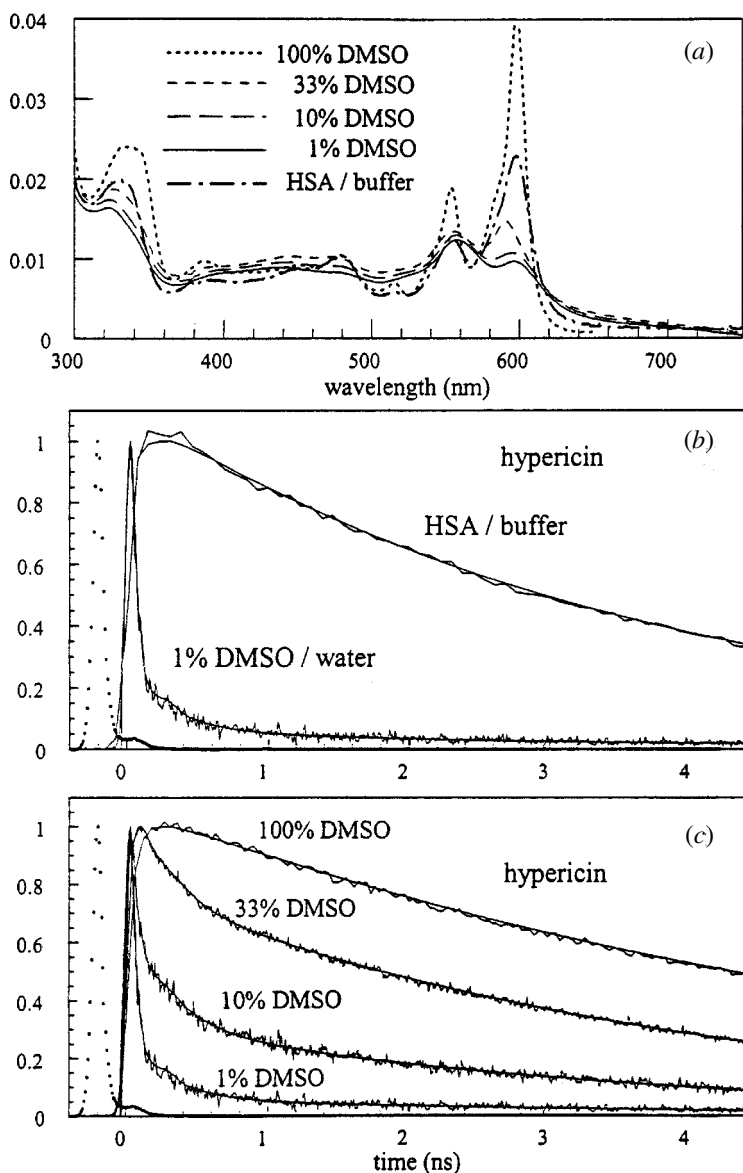 0.04
(a)
100% DMSO
33% DMSO
0.03
10% DMSO
1% DMSO
0.02
HSA / buffer
0.01
0
300 400 500 600 700
wavelength (nm)
(b)
1
hypericin
0.8
HSA / buffer
0.6
0.4
1% DMSO / water
0.2
0
0 1 2 3 4
(c)
1
100% DMSO
hypericin
0.8
33% DMSO
0.6
0.4
10% DMSO
0.2
1% DMSO
0
0 1 2 3 4
time (ns)